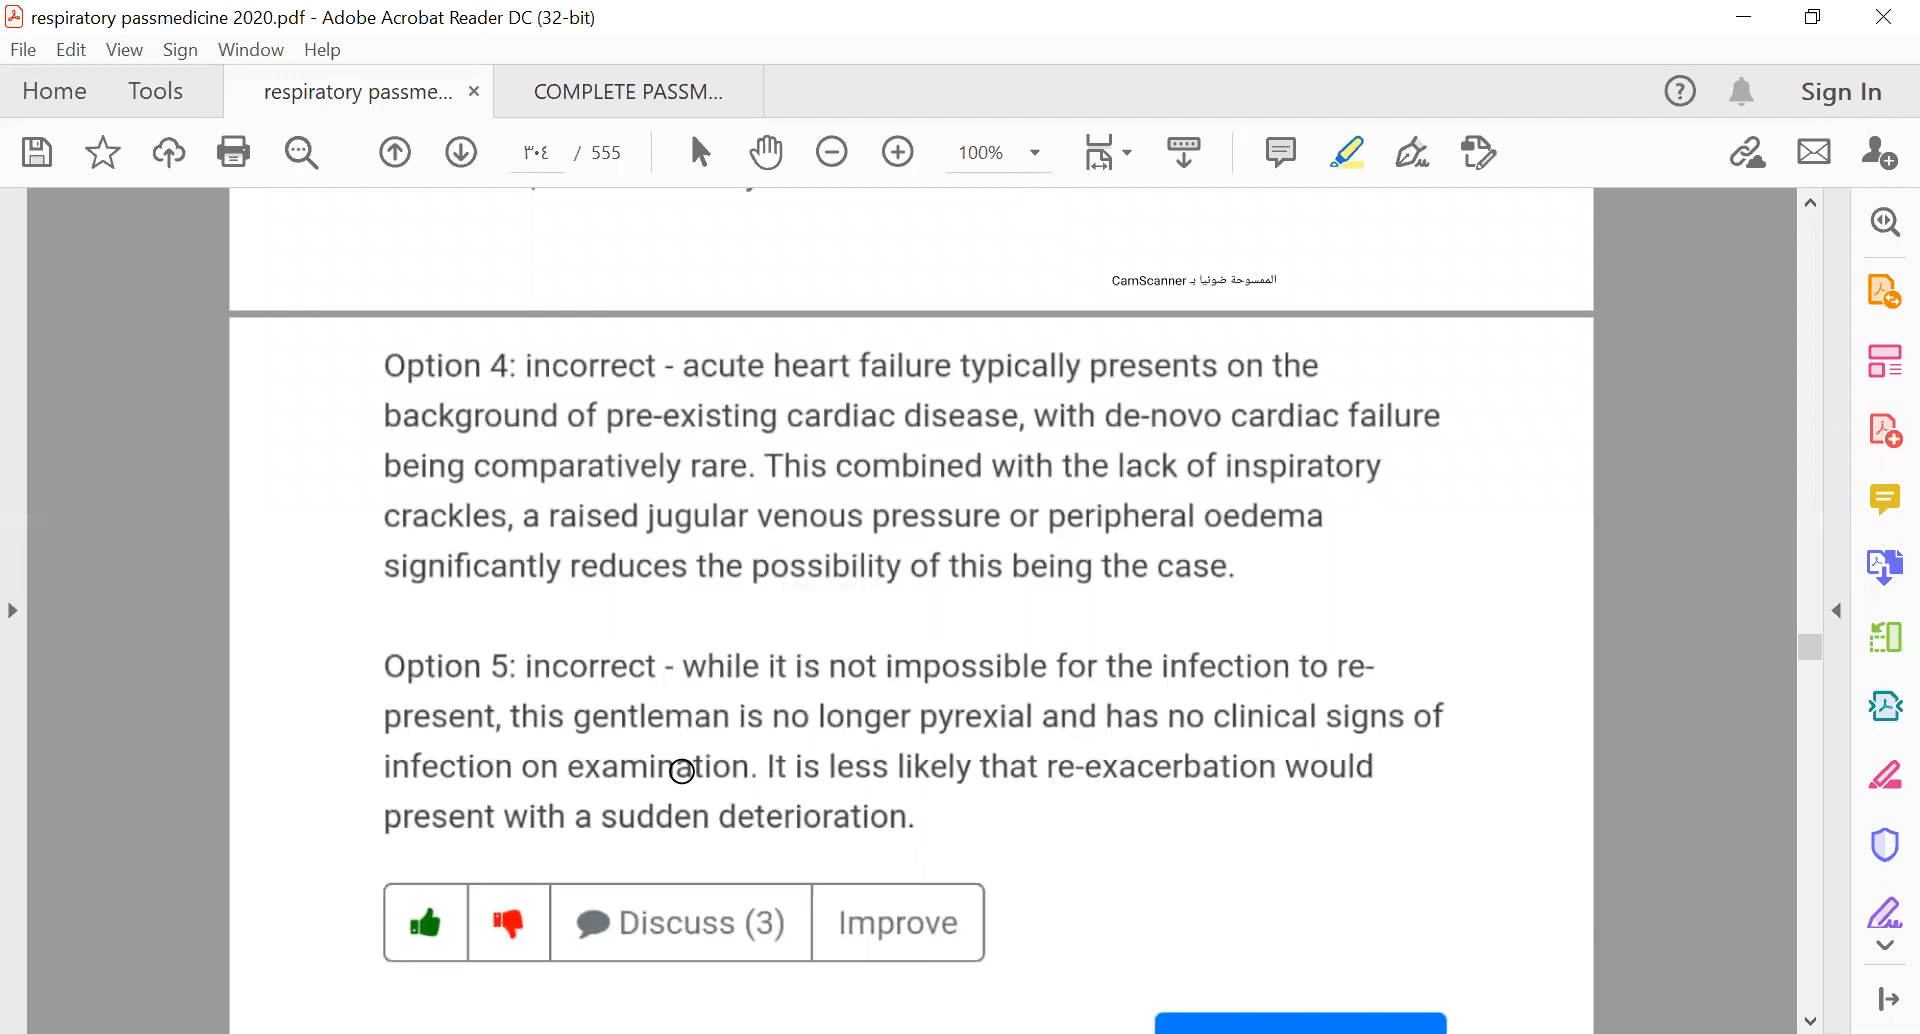 respiratory passmedicine 2020.pdf - Adobe Acrobat Reader DC (32-bit)
File Edit View Sign Window Help
Home Tools respiratory passme... × COMPLETE PASSM... Sign In
٣٠٤ / 555 100%
الممسوحة ضوئيا بـ CamScanner
Option 4: incorrect - acute heart failure typically presents on the
background of pre-existing cardiac disease, with de-novo cardiac failure
being comparatively rare. This combined with the lack of inspiratory
crackles, a raised jugular venous pressure or peripheral oedema
significantly reduces the possibility of this being the case.
Option 5: incorrect - while it is not impossible for the infection to re-
present, this gentleman is no longer pyrexial and has no clinical signs of
infection on examination. It is less likely that re-exacerbation would
present with a sudden deterioration.
Discuss (3) Improve